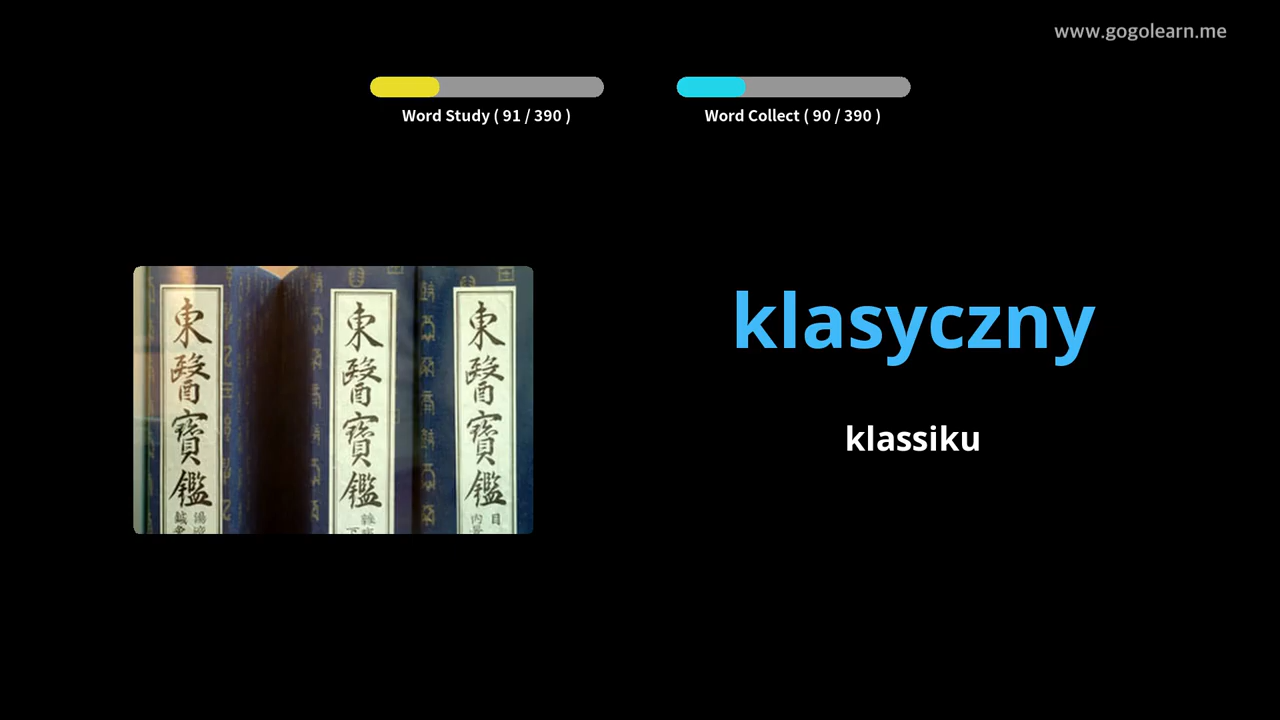 www.gogolearn.me
Word Study ( 91 / 390 )
Word Collect ( 90 / 390 )
東醫寶鑑
東醫寶鑑
東醫寶鑑
klasyczny
klassiku